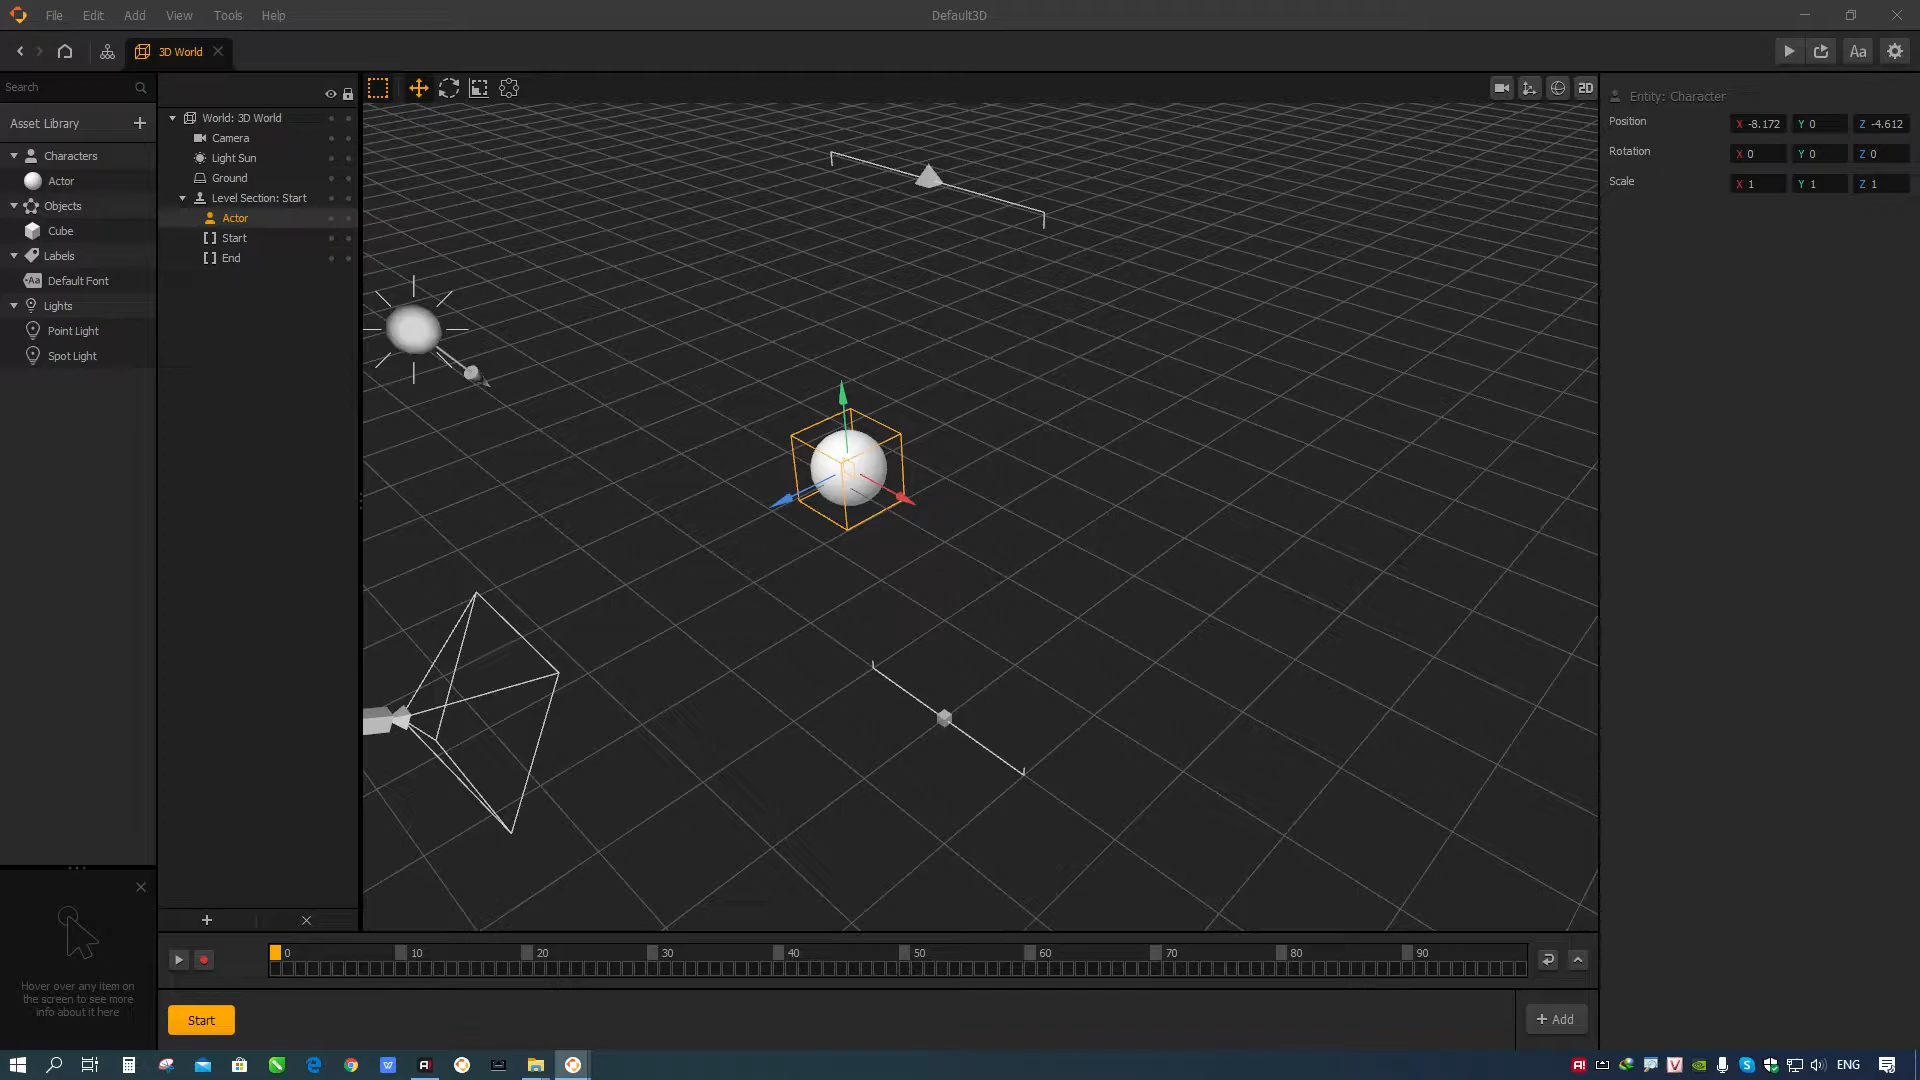 File Edit Add View Tools Help
Default3D
3D World
Aa
Search
Asset Library
Characters
Actor
Objects
Cube
Labels
Aa Default Font
Lights
Point Light
Spot Light
World: 3D World
Camera
Light Sun
Ground
Level Section: Start
Actor
Start
End
2D
Entity: Character
Position X -8.172 Y 0 Z -4.612
Rotation X 0 Y 0 Z 0
Scale X 1 Y 1 Z 1
Hover over any item on
the screen to see more
info about it here
0 10 20 30 40 50 60 70 80 90
Start
+ Add
ENG